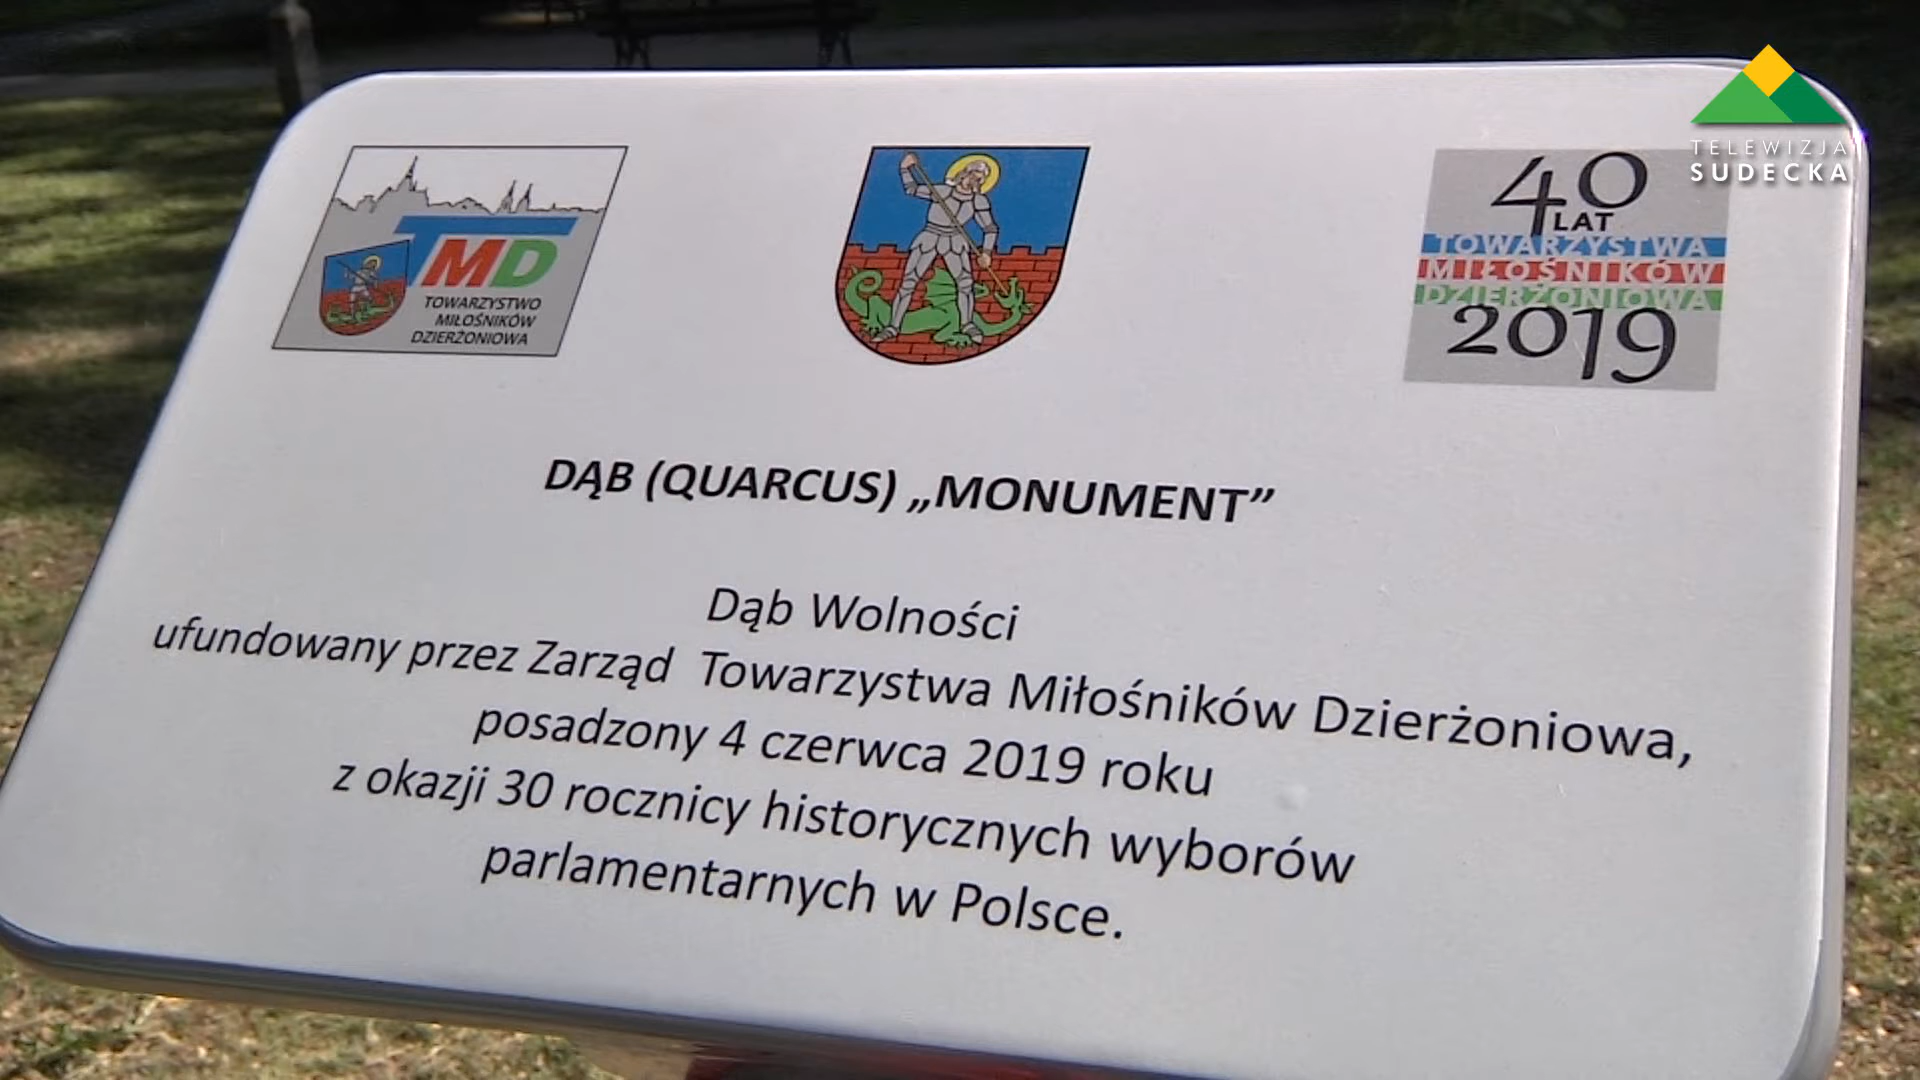 TELEWIZJA
SUDECKA
TMD
TOWARZYSTWO
MIŁOŚNIKÓW
DZIERŻONIOWA
40
LAT
TOWARZYSTWA
MIŁOŚNIKÓW
DZIERŻONIOWA
2019
DĄB (QUARCUS) „MONUMENT”
Dąb Wolności
ufundowany przez Zarząd Towarzystwa Miłośników Dzierżoniowa,
posadzony 4 czerwca 2019 roku
z okazji 30 rocznicy historycznych wyborów
parlamentarnych w Polsce.